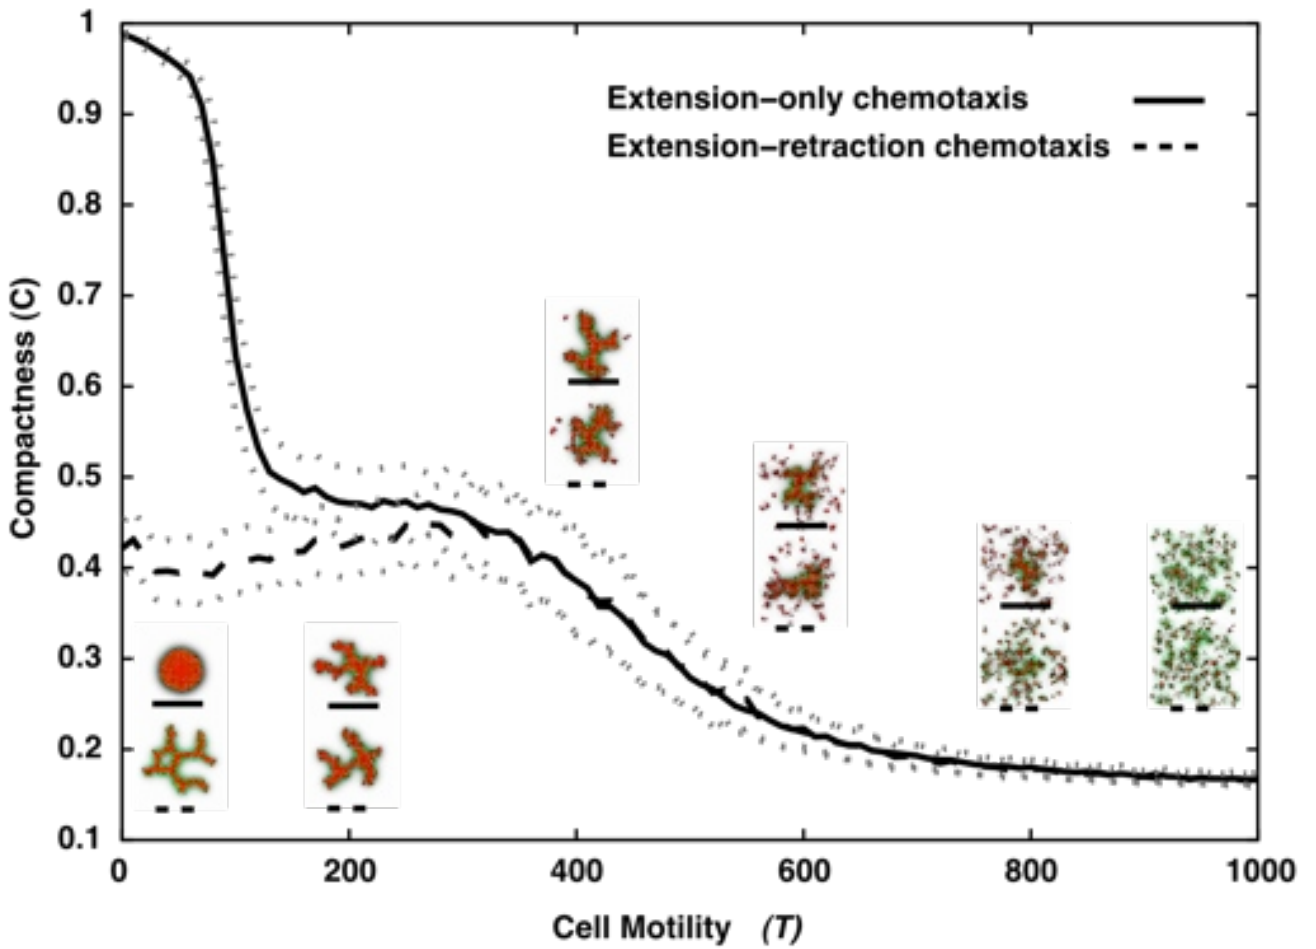 Extension–only chemotaxis
Extension–retraction chemotaxis
Compactness (C)
1
0.9
0.8
0.7
0.6
0.5
0.4
0.3
0.2
0.1
0 200 400 600 800 1000
Cell Motility (T)